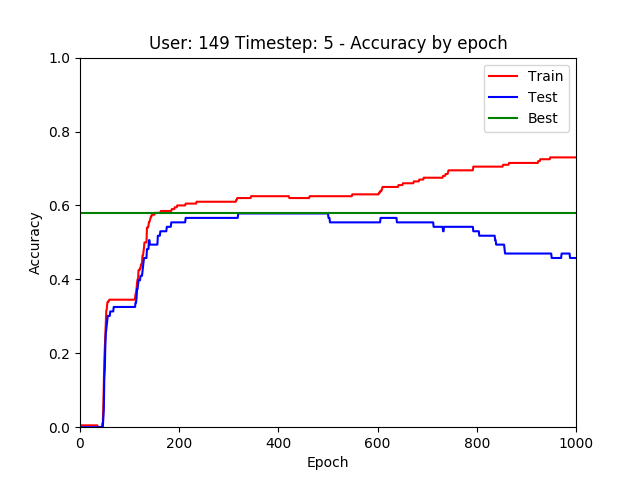 User: 149 Timestep: 5 - Accuracy by epoch
1.0
0.8
0.6
0.4
0.2
0.0
Accuracy
Train
Test
Best
0 200 400 600 800 1000
Epoch